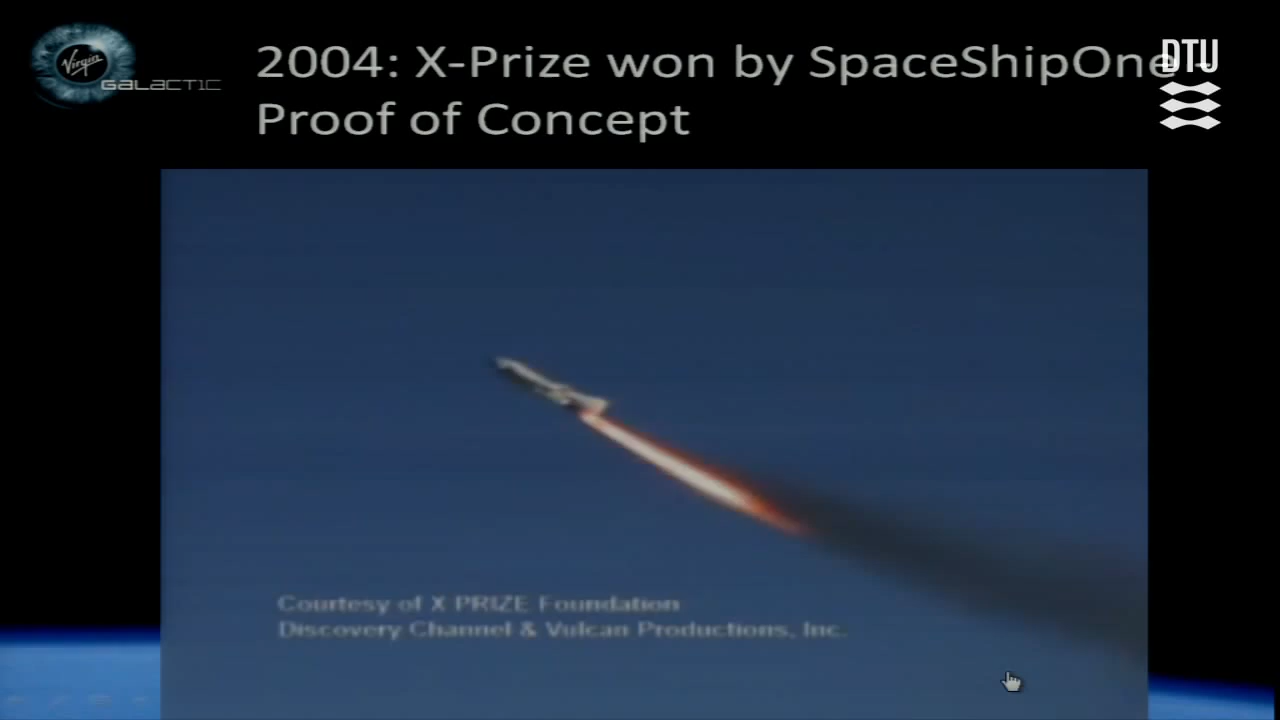 Virgin
GALACTIC
2004: X-Prize won by SpaceShipOne -
Proof of Concept
DTU
Courtesy of X PRIZE Foundation
Discovery Channel & Vulcan Productions, Inc.